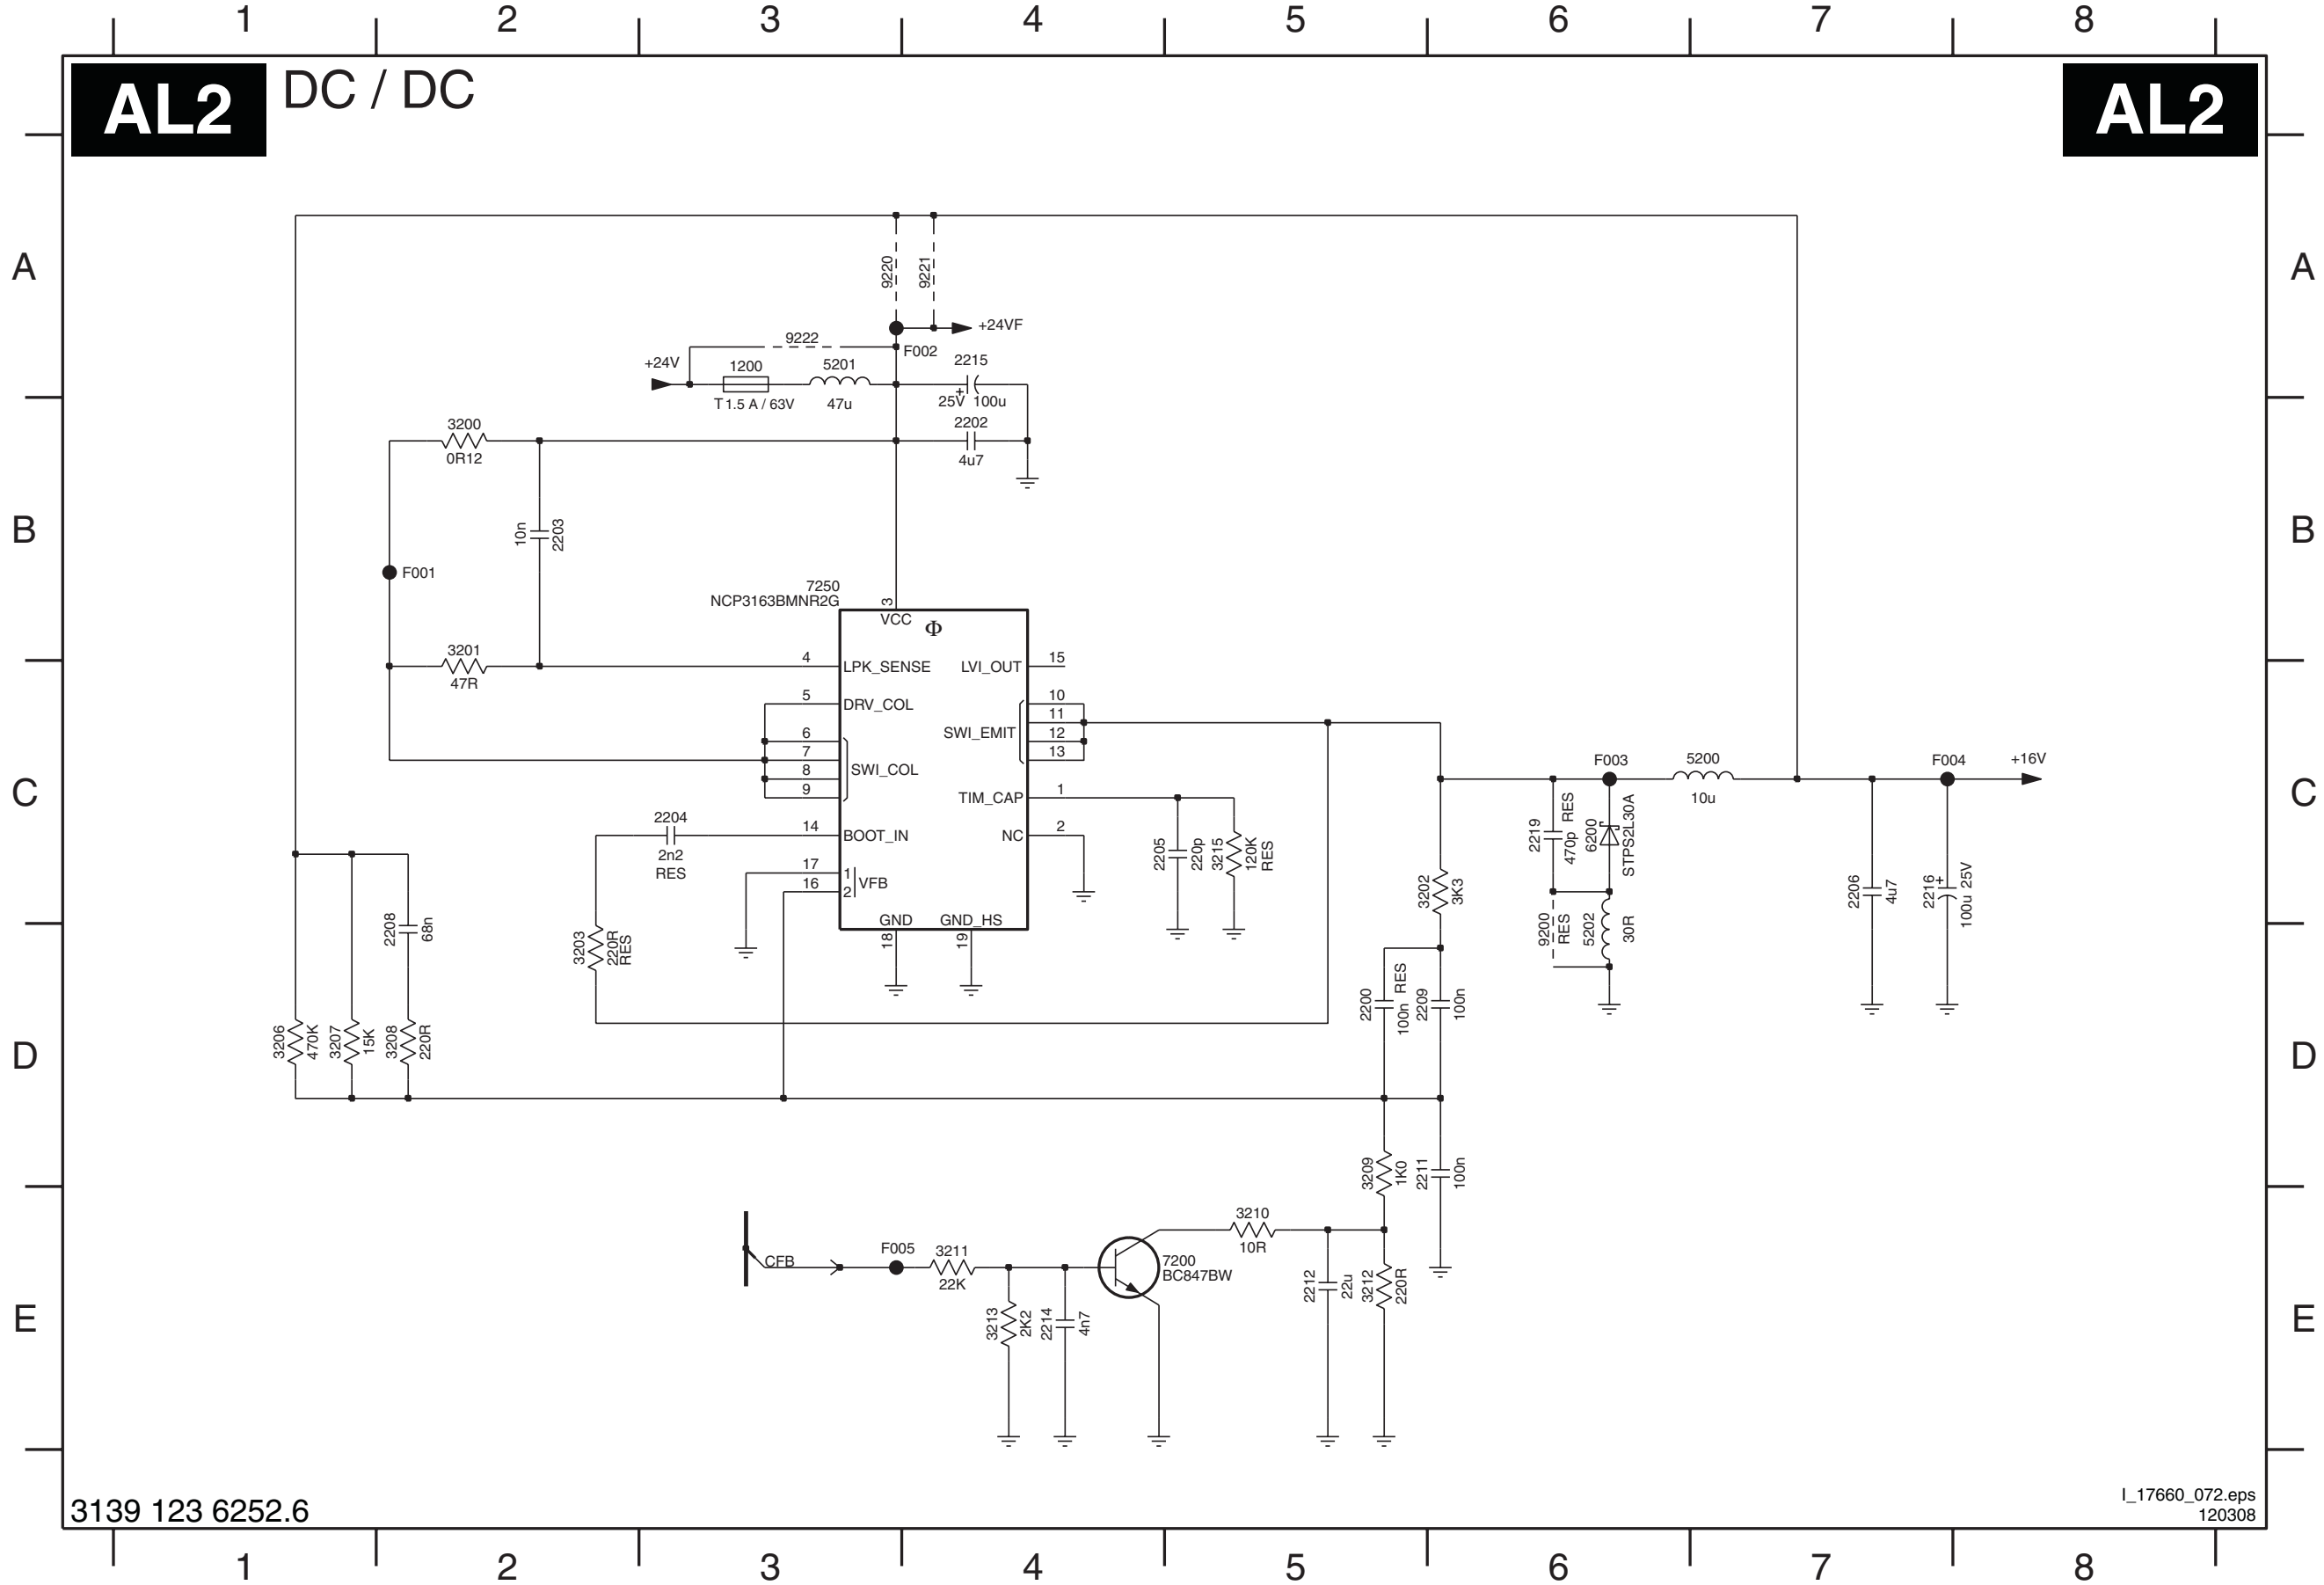 1 2 3 4 5 6 7 8
AL2 DC / DC AL2
A A
9220 9221
+24VF
9222
F002
+24V 1200 5201 2215
T 1.5 A / 63V 47u 25V + 100u
3200 2202
0R12 4u7
B B
10n 2203
F001
7250
NCP3163BMNR2G
3
VCC
Φ
3201
47R
4 LPK_SENSE LVI_OUT 15
5 DRV_COL 10
11
6 SWI_EMIT 12
7 13
8 SWI_COL
9 TIM_CAP 1
C C
F003 5200 F004 +16V
10u
2204 14 BOOT_IN NC 2
2n2
RES
17 1 VFB
16 2
2205 220p 3215 120K RES
2219 470p RES 6200 STPS2L30A
3202 3K3
2206 4u7 2216 + 100u 25V
GND GND_HS
18 19
2208 68n
3203 220R RES
9200 RES 5202 30R
2200 100n RES 2209 100n
3206 470K 3207 15K 3208 220R
D D
3209 1K0 2211 100n
3210
10R
CFB F005 3211
22K
7200
BC847BW
3213 2K2 2214 4n7
2212 22u 3212 220R
E E
3139 123 6252.6
I_17660_072.eps
120308
1 2 3 4 5 6 7 8